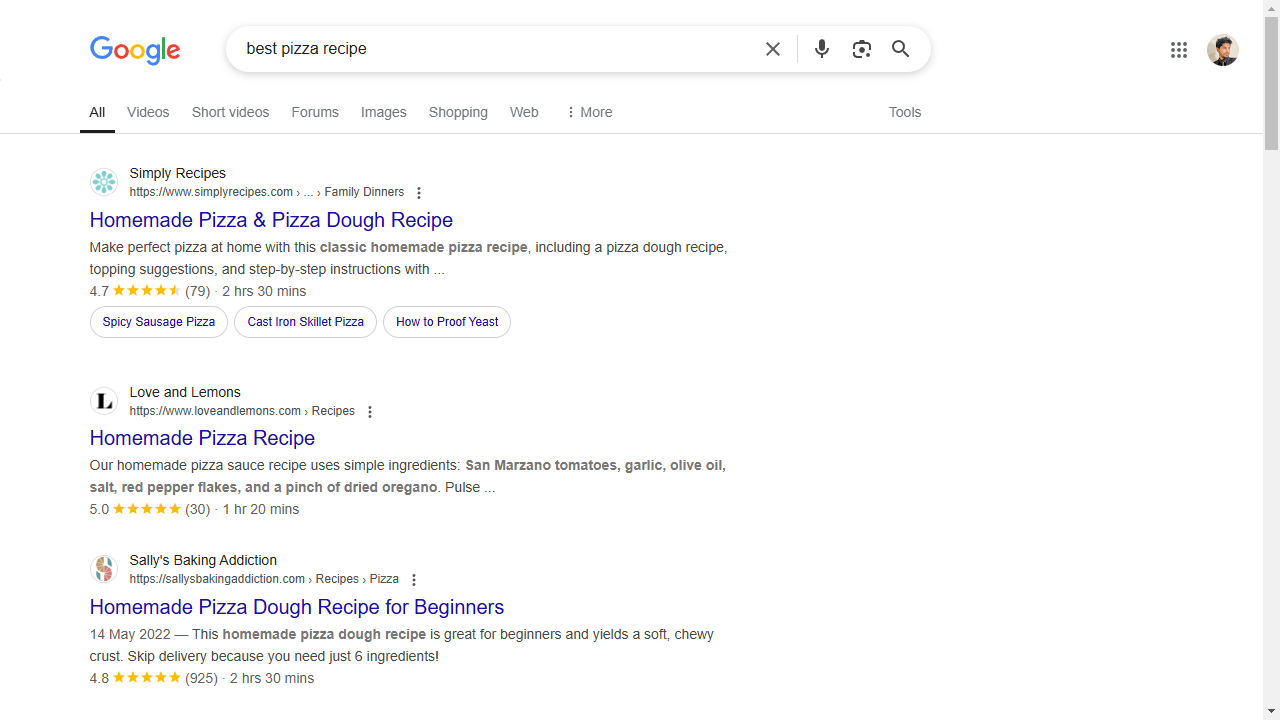 Google
best pizza recipe
All Videos Short videos Forums Images Shopping Web More Tools
Simply Recipes
https://www.simplyrecipes.com › ... › Family Dinners
Homemade Pizza & Pizza Dough Recipe
Make perfect pizza at home with this classic homemade pizza recipe, including a pizza dough recipe,
topping suggestions, and step-by-step instructions with ...
4.7 (79) · 2 hrs 30 mins
Spicy Sausage Pizza Cast Iron Skillet Pizza How to Proof Yeast
Love and Lemons
https://www.loveandlemons.com › Recipes
L
Homemade Pizza Recipe
Our homemade pizza sauce recipe uses simple ingredients: San Marzano tomatoes, garlic, olive oil,
salt, red pepper flakes, and a pinch of dried oregano. Pulse ...
5.0 (30) · 1 hr 20 mins
Sally's Baking Addiction
https://sallysbakingaddiction.com › Recipes › Pizza
Homemade Pizza Dough Recipe for Beginners
14 May 2022 — This homemade pizza dough recipe is great for beginners and yields a soft, chewy
crust. Skip delivery because you need just 6 ingredients!
4.8 (925) · 2 hrs 30 mins